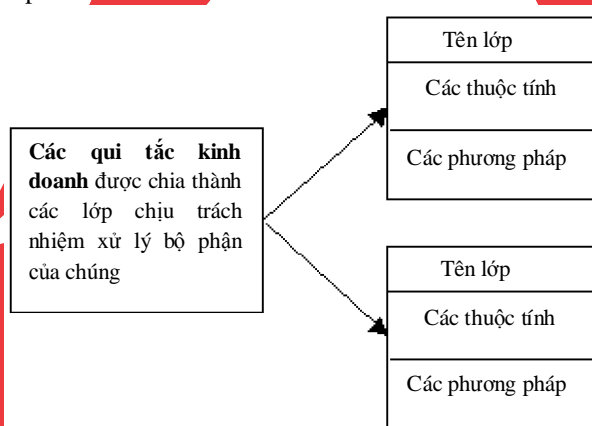 Các qui tắc kinh
doanh được chia thành
các lớp chịu trách
nhiệm xử lý bộ phận
của chúng
Tên lớp
Các thuộc tính
Các phương pháp
Tên lớp
Các thuộc tính
Các phương pháp